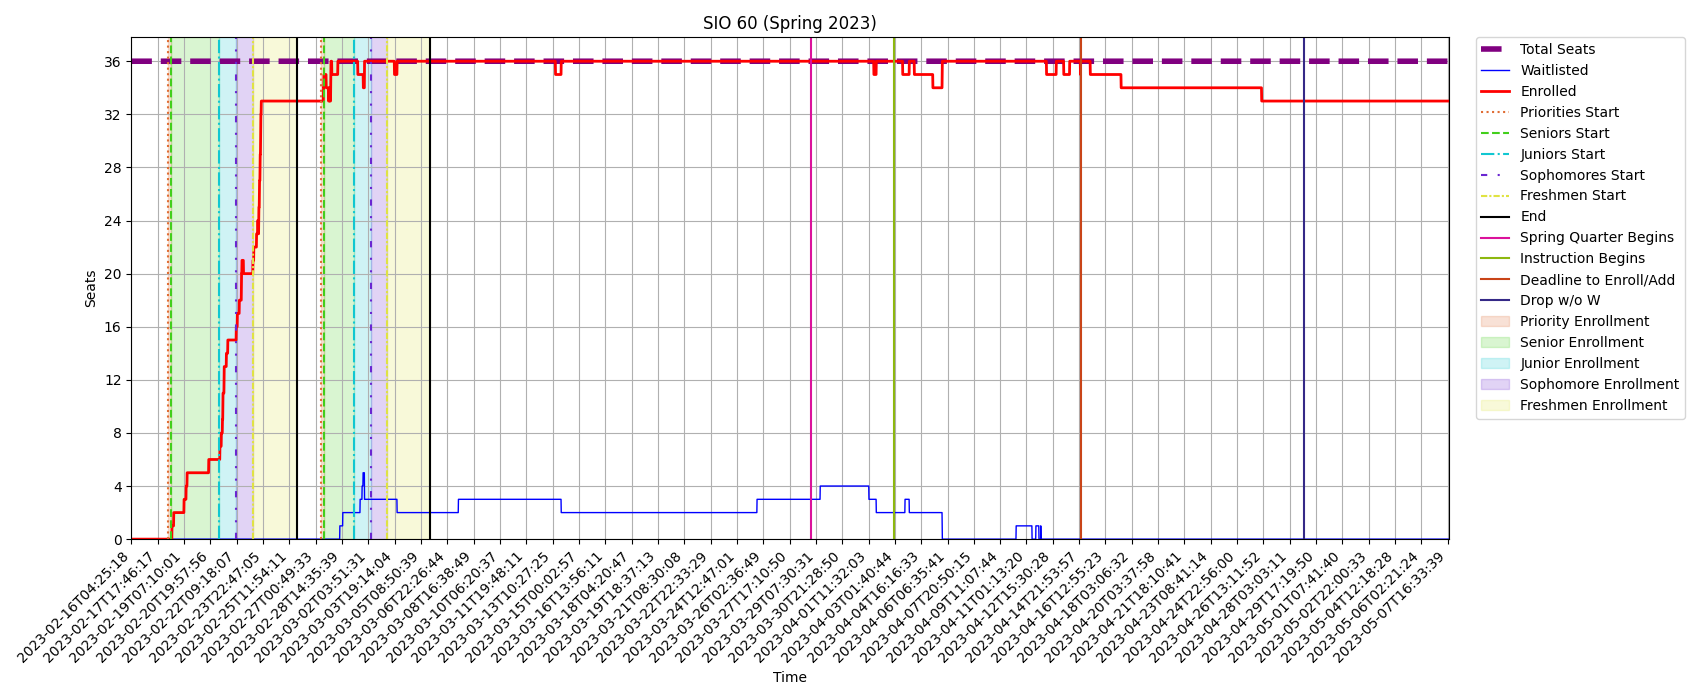 SIO 60 (Spring 2023)
Seats
36
32
28
24
20
16
12
8
4
0
2023-02-16T04:25:18
2023-02-17T17:46:17
2023-02-19T07:10:01
2023-02-20T19:57:56
2023-02-22T09:18:07
2023-02-23T22:47:05
2023-02-25T11:54:11
2023-02-27T00:49:33
2023-02-28T14:35:39
2023-03-02T03:51:31
2023-03-03T19:14:04
2023-03-05T08:50:39
2023-03-06T22:26:44
2023-03-08T16:38:49
2023-03-10T06:20:37
2023-03-11T19:48:11
2023-03-13T10:27:25
2023-03-15T00:02:57
2023-03-16T13:56:11
2023-03-18T04:20:47
2023-03-19T18:37:13
2023-03-21T08:30:08
2023-03-22T22:33:29
2023-03-24T12:47:01
2023-03-26T02:36:49
2023-03-27T17:10:50
2023-03-29T07:30:31
2023-03-30T21:28:50
2023-04-01T11:32:03
2023-04-03T01:40:44
2023-04-04T16:16:33
2023-04-06T06:35:41
2023-04-07T20:50:15
2023-04-09T11:07:44
2023-04-11T01:13:20
2023-04-12T15:30:28
2023-04-14T21:53:57
2023-04-16T12:55:23
2023-04-18T03:06:32
2023-04-20T03:37:58
2023-04-21T18:10:41
2023-04-23T08:41:14
2023-04-24T22:56:00
2023-04-26T13:11:52
2023-04-28T03:03:11
2023-04-29T17:19:50
2023-05-01T07:41:40
2023-05-02T22:00:33
2023-05-04T12:18:28
2023-05-06T02:21:24
2023-05-07T16:33:39
Time
Total Seats
Waitlisted
Enrolled
Priorities Start
Seniors Start
Juniors Start
Sophomores Start
Freshmen Start
End
Spring Quarter Begins
Instruction Begins
Deadline to Enroll/Add
Drop w/o W
Priority Enrollment
Senior Enrollment
Junior Enrollment
Sophomore Enrollment
Freshmen Enrollment